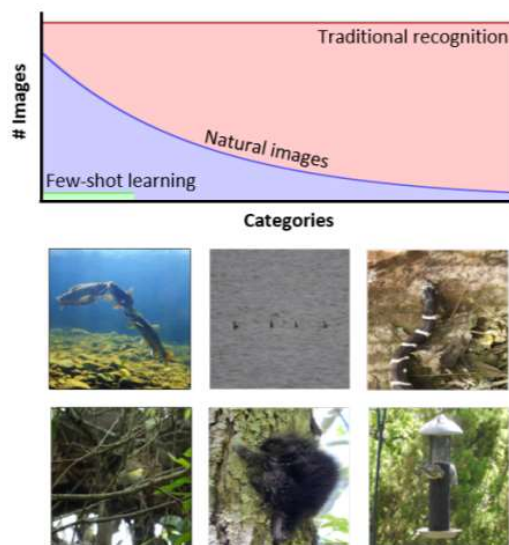 Traditional recognition
# Images
Natural images
Few-shot learning
Categories